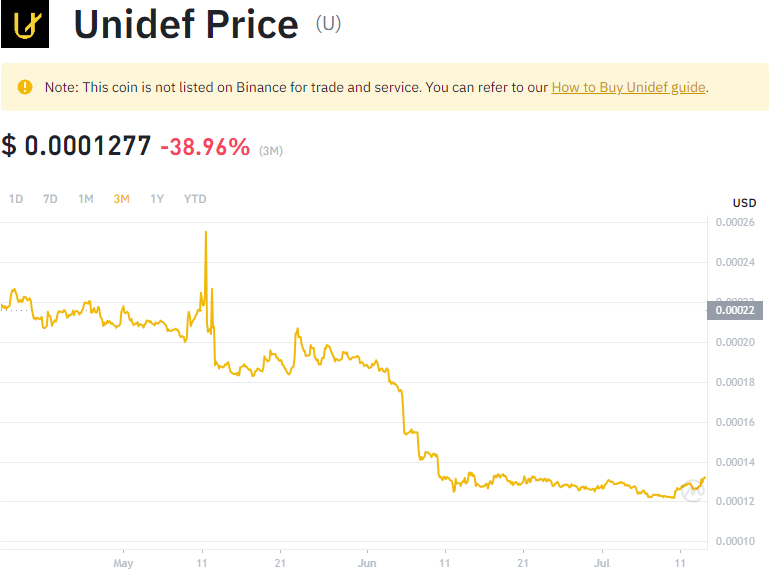 Unidef Price (U)
Note: This coin is not listed on Binance for trade and service. You can refer to our How to Buy Unidef guide.
$ 0.0001277 -38.96% (3M)
1D 7D 1M 3M 1Y YTD
USD
0.00026
0.00024
0.00022
0.00020
0.00018
0.00016
0.00014
0.00012
0.00010
May 11 21 Jun 11 21 Jul 11